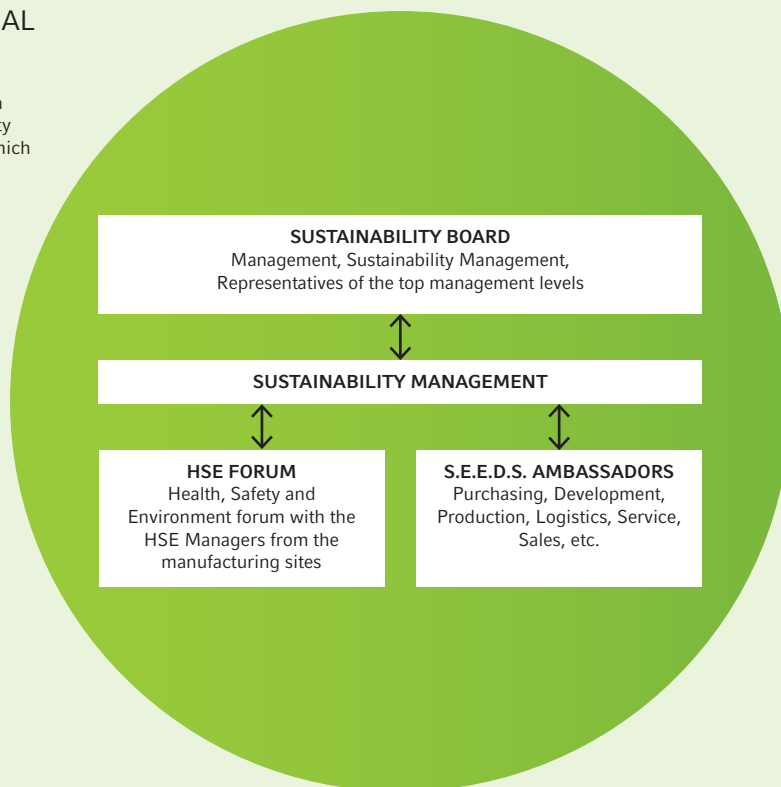 AL
ty
hich
SUSTAINABILITY BOARD
Management, Sustainability Management,
Representatives of the top management levels
SUSTAINABILITY MANAGEMENT
HSE FORUM
Health, Safety and
Environment forum with the
HSE Managers from the
manufacturing sites
S.E.E.D.S. AMBASSADORS
Purchasing, Development,
Production, Logistics, Service,
Sales, etc.